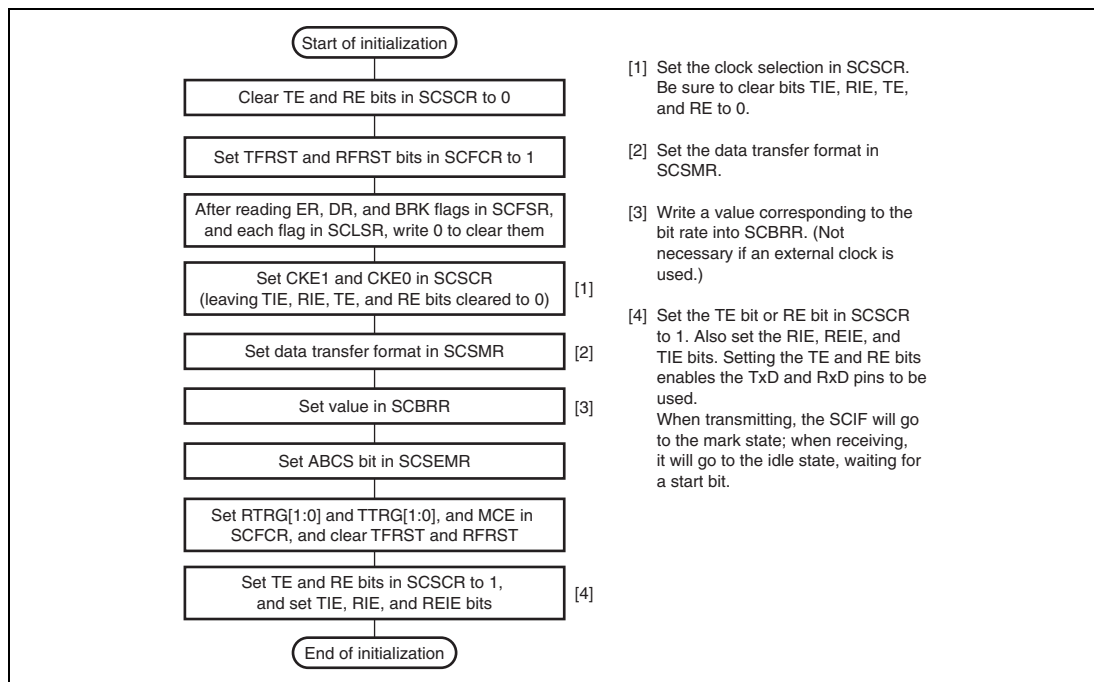 Start of initialization
Clear TE and RE bits in SCSCR to 0
Set TFRST and RFRST bits in SCFCR to 1
After reading ER, DR, and BRK flags in SCFSR,
and each flag in SCLSR, write 0 to clear them
Set CKE1 and CKE0 in SCSCR
(leaving TIE, RIE, TE, and RE bits cleared to 0)
[1]
Set data transfer format in SCSMR
[2]
Set value in SCBRR
[3]
Set ABCS bit in SCSEMR
Set RTRG[1:0] and TTRG[1:0], and MCE in
SCFCR, and clear TFRST and RFRST
Set TE and RE bits in SCSCR to 1,
and set TIE, RIE, and REIE bits
[4]
End of initialization
[1] Set the clock selection in SCSCR.
Be sure to clear bits TIE, RIE, TE,
and RE to 0.
[2] Set the data transfer format in
SCSMR.
[3] Write a value corresponding to the
bit rate into SCBRR. (Not
necessary if an external clock is
used.)
[4] Set the TE bit or RE bit in SCSCR
to 1. Also set the RIE, REIE, and
TIE bits. Setting the TE and RE bits
enables the TxD and RxD pins to be
used.
When transmitting, the SCIF will go
to the mark state; when receiving,
it will go to the idle state, waiting for
a start bit.